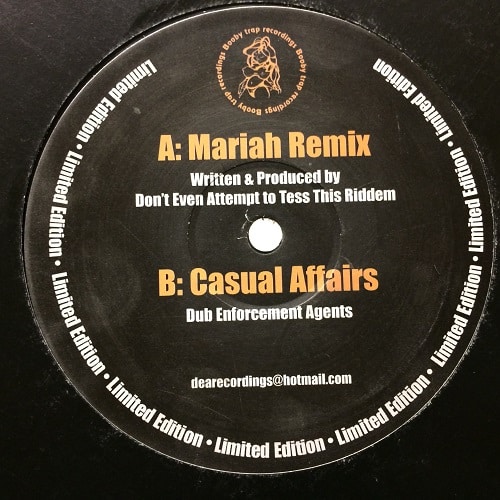 Booby trap recordings Booby trap recordings Booby trap recordings
A: Mariah Remix
Written & Produced by
Don't Even Attempt to Tess This Riddem
B: Casual Affairs
Dub Enforcement Agents
dearecordings@hotmail.com
Limited Edition • Limited Edition • Limited Edition • Limited Edition • Limited Edition • Limited Edition • Limited Edition • Limited Edition • Limited Edition